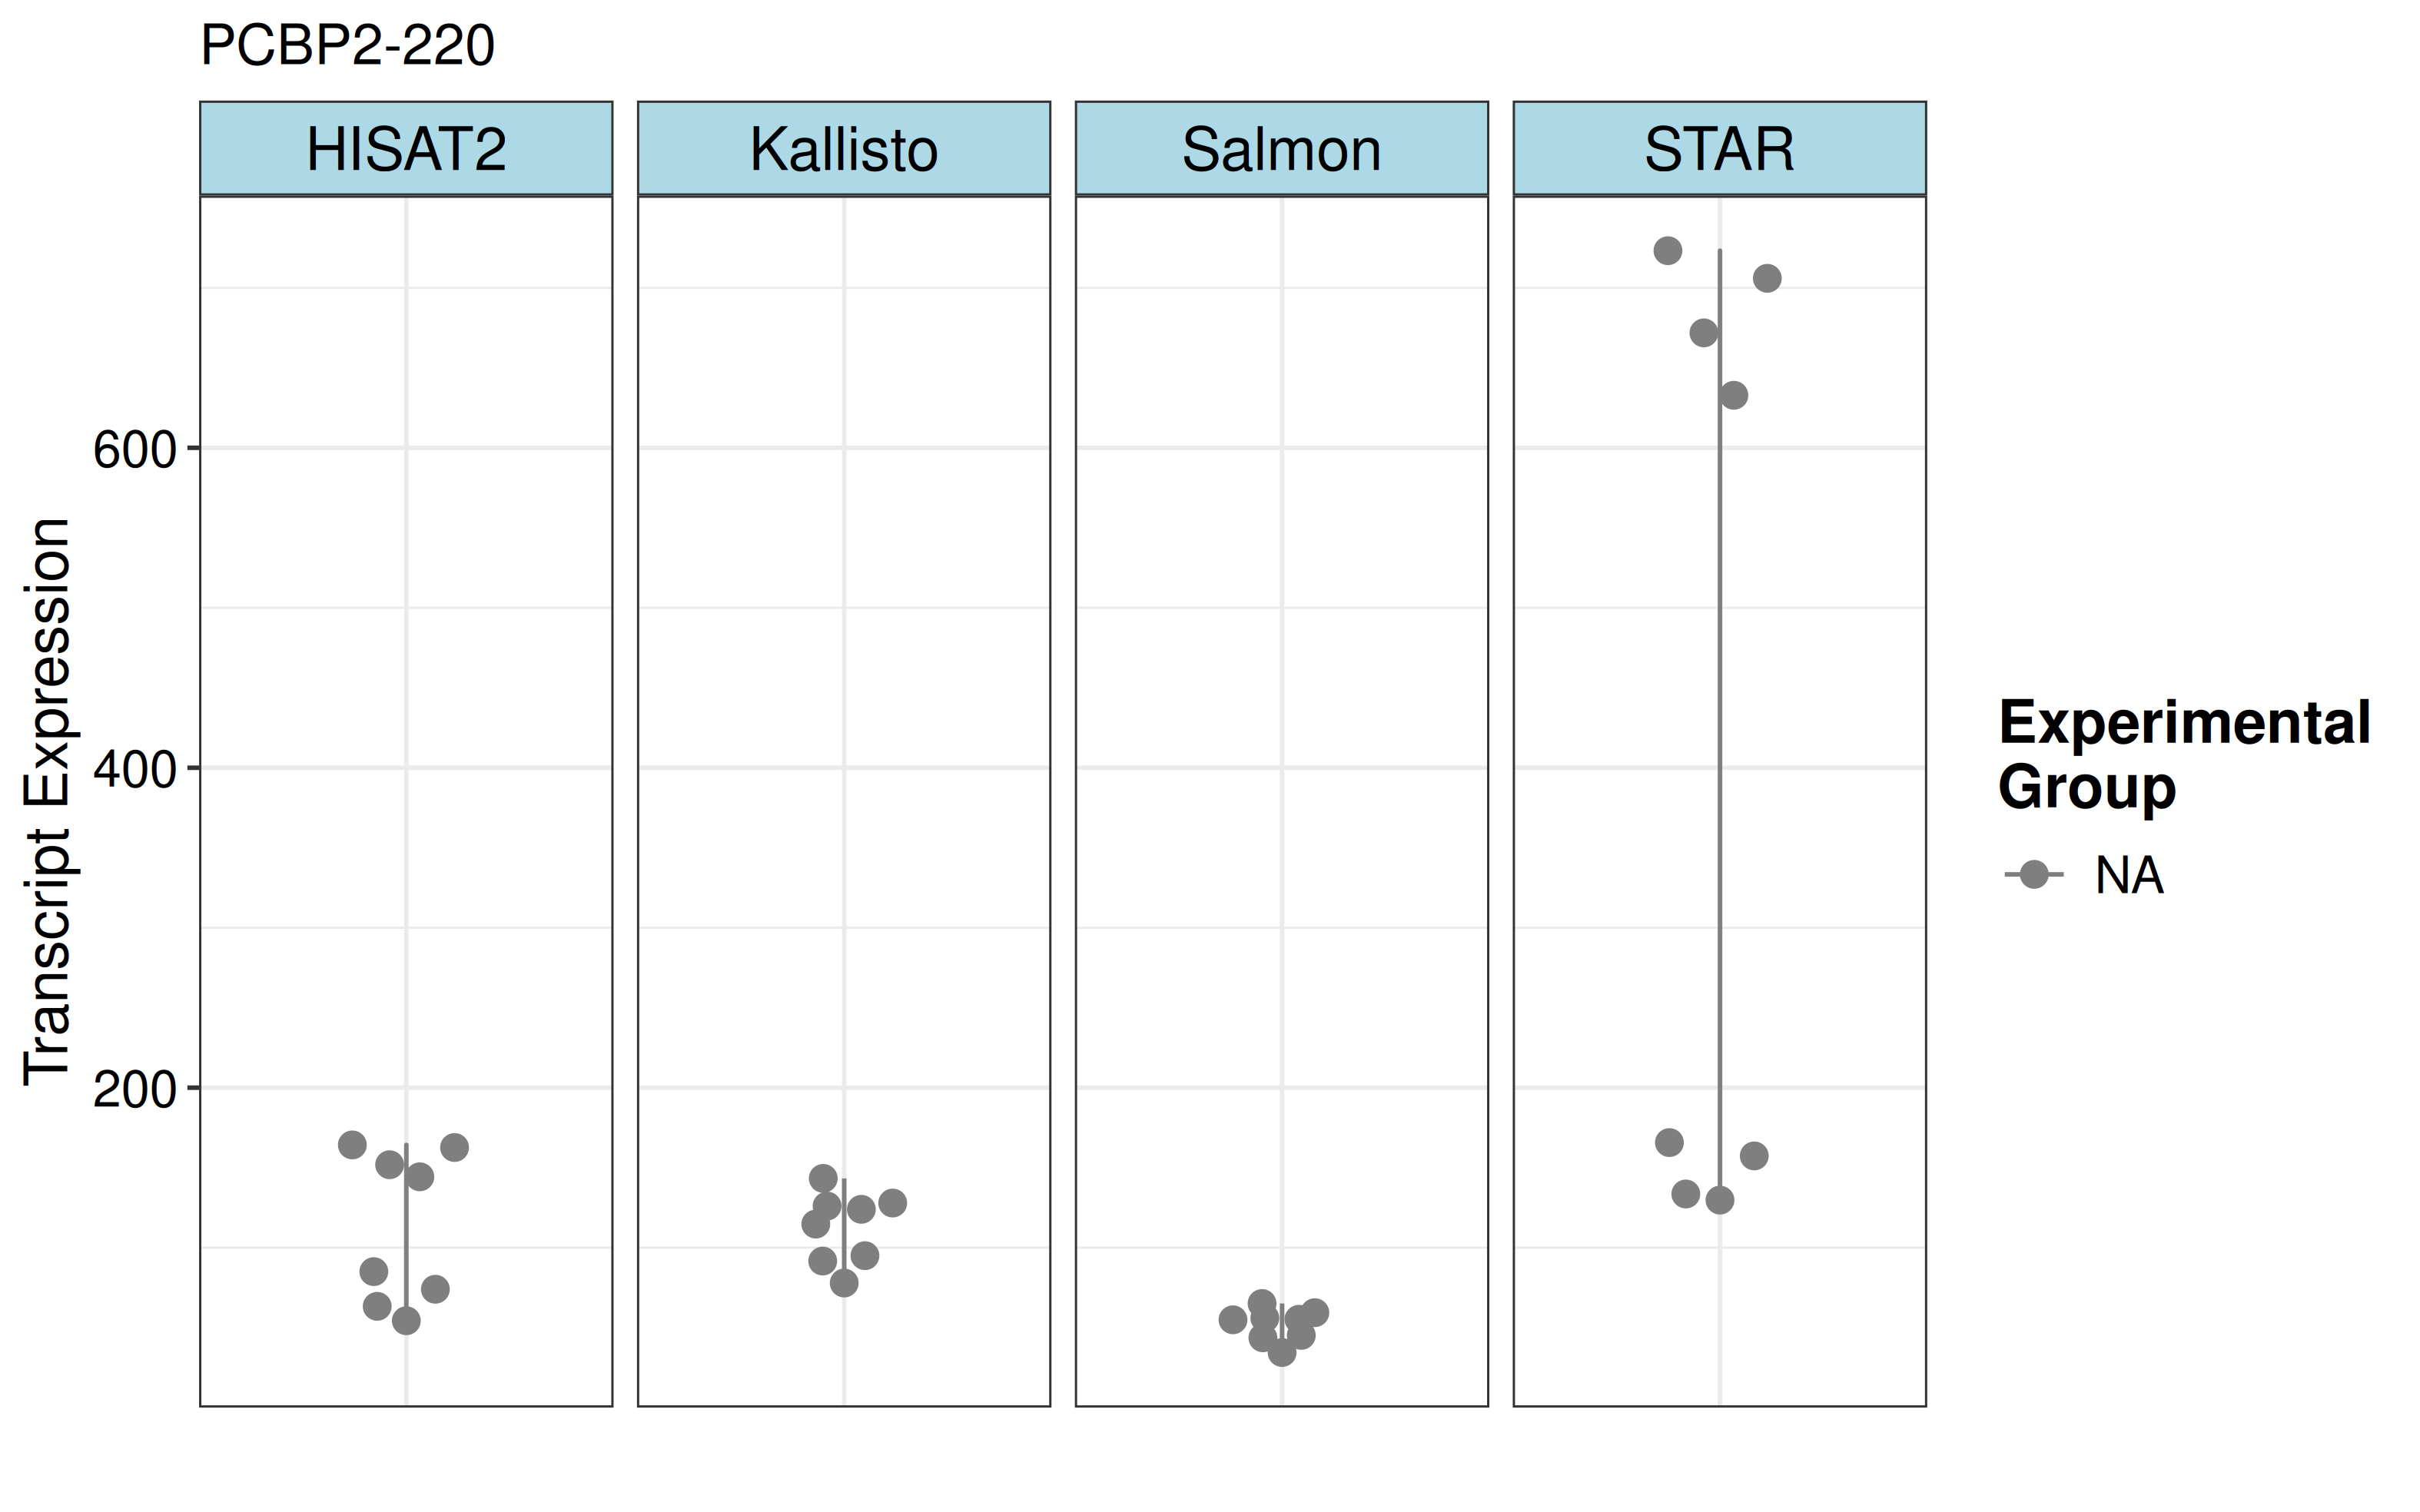 PCBP2-220
HISAT2
Kallisto
Salmon
STAR
Transcript Expression
600
400
200
Experimental
Group
NA